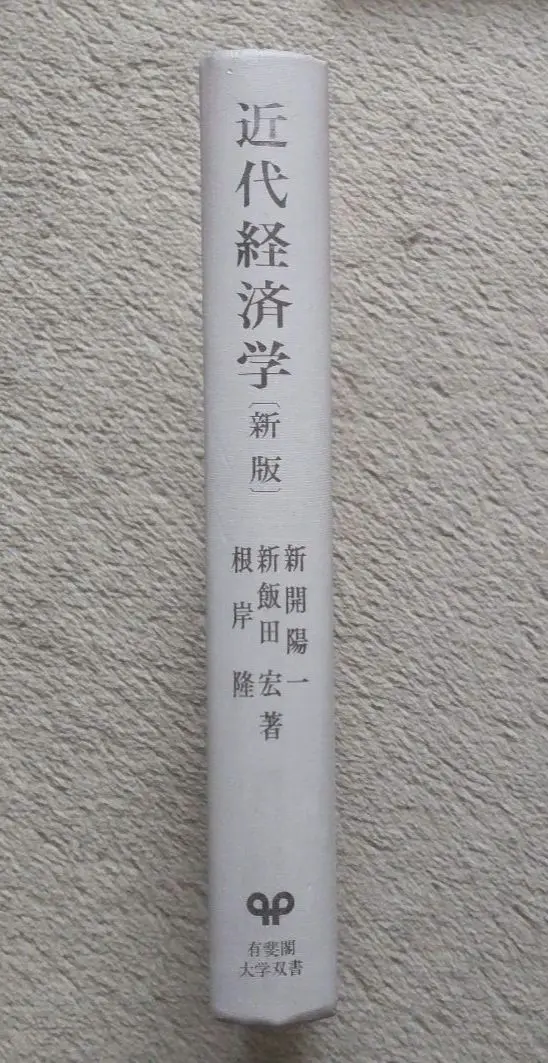 近代経済学
〔新版〕
新開陽一
新飯田宏著
根岸隆
有斐閣
大学双書